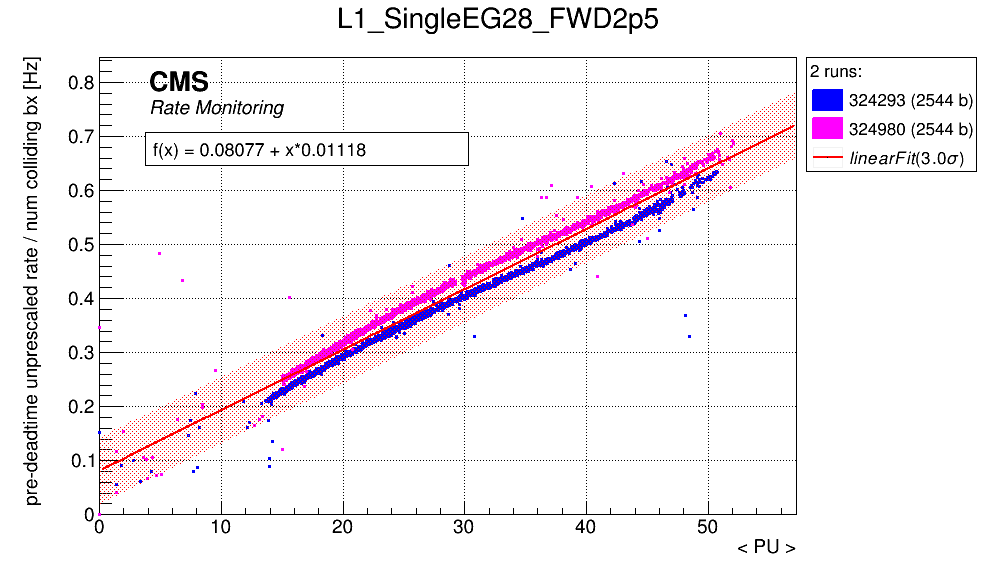 L1_SingleEG28_FWD2p5
pre-deadtime unprescaled rate / num colliding bx [Hz]
CMS
Rate Monitoring
f(x) = 0.08077 + x*0.01118
0.8
0.7
0.6
0.5
0.4
0.3
0.2
0.1
0
0 10 20 30 40 50
< PU >
2 runs:
324293 (2544 b)
324980 (2544 b)
linearFit(3.0σ)